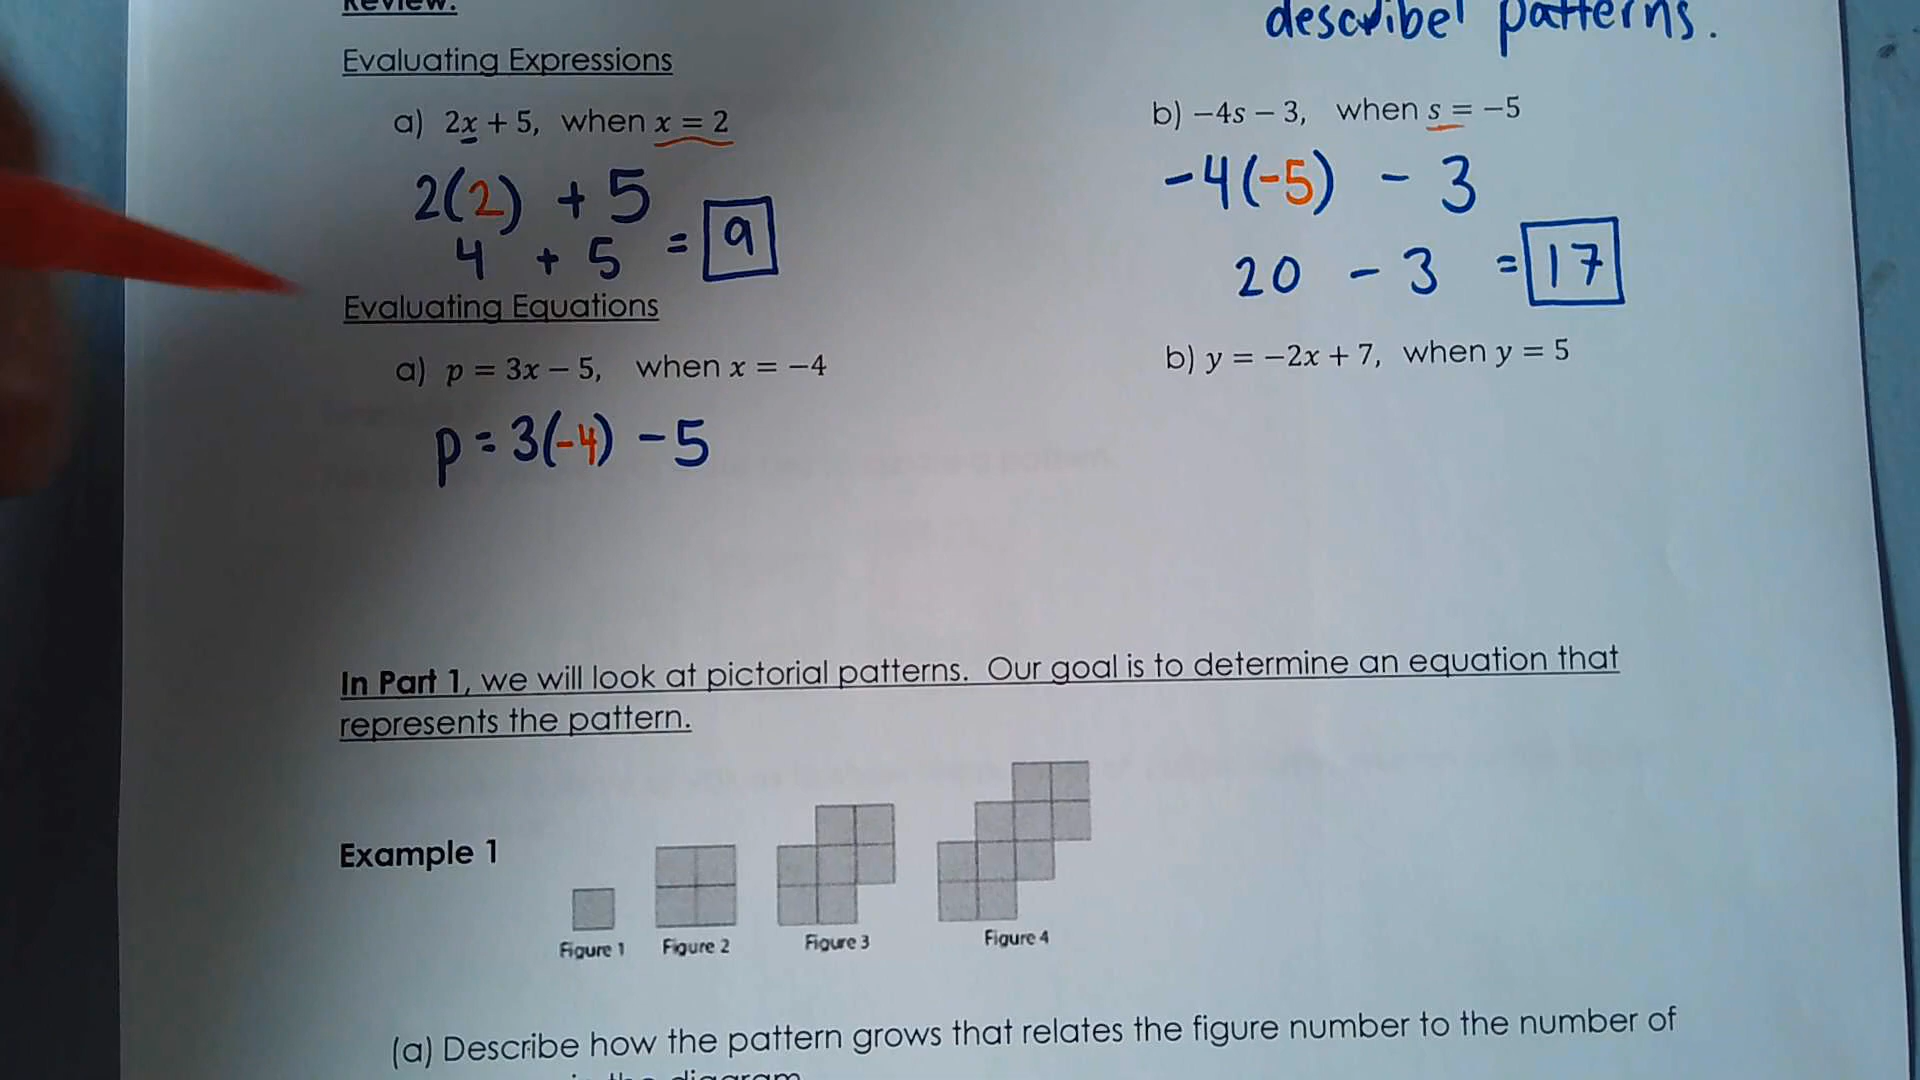 Review:
describe patterns.
Evaluating Expressions
a) 2x + 5, when x = 2
2(2) + 5
4 + 5 = 9
b) −4s − 3, when s = −5
-4(-5) - 3
20 - 3 = 17
Evaluating Equations
a) p = 3x − 5, when x = −4
p = 3(-4) - 5
b) y = −2x + 7, when y = 5
In Part 1, we will look at pictorial patterns. Our goal is to determine an equation that
represents the pattern.
Example 1
Figure 1
Figure 2
Figure 3
Figure 4
(a) Describe how the pattern grows that relates the figure number to the number of
in the diagram